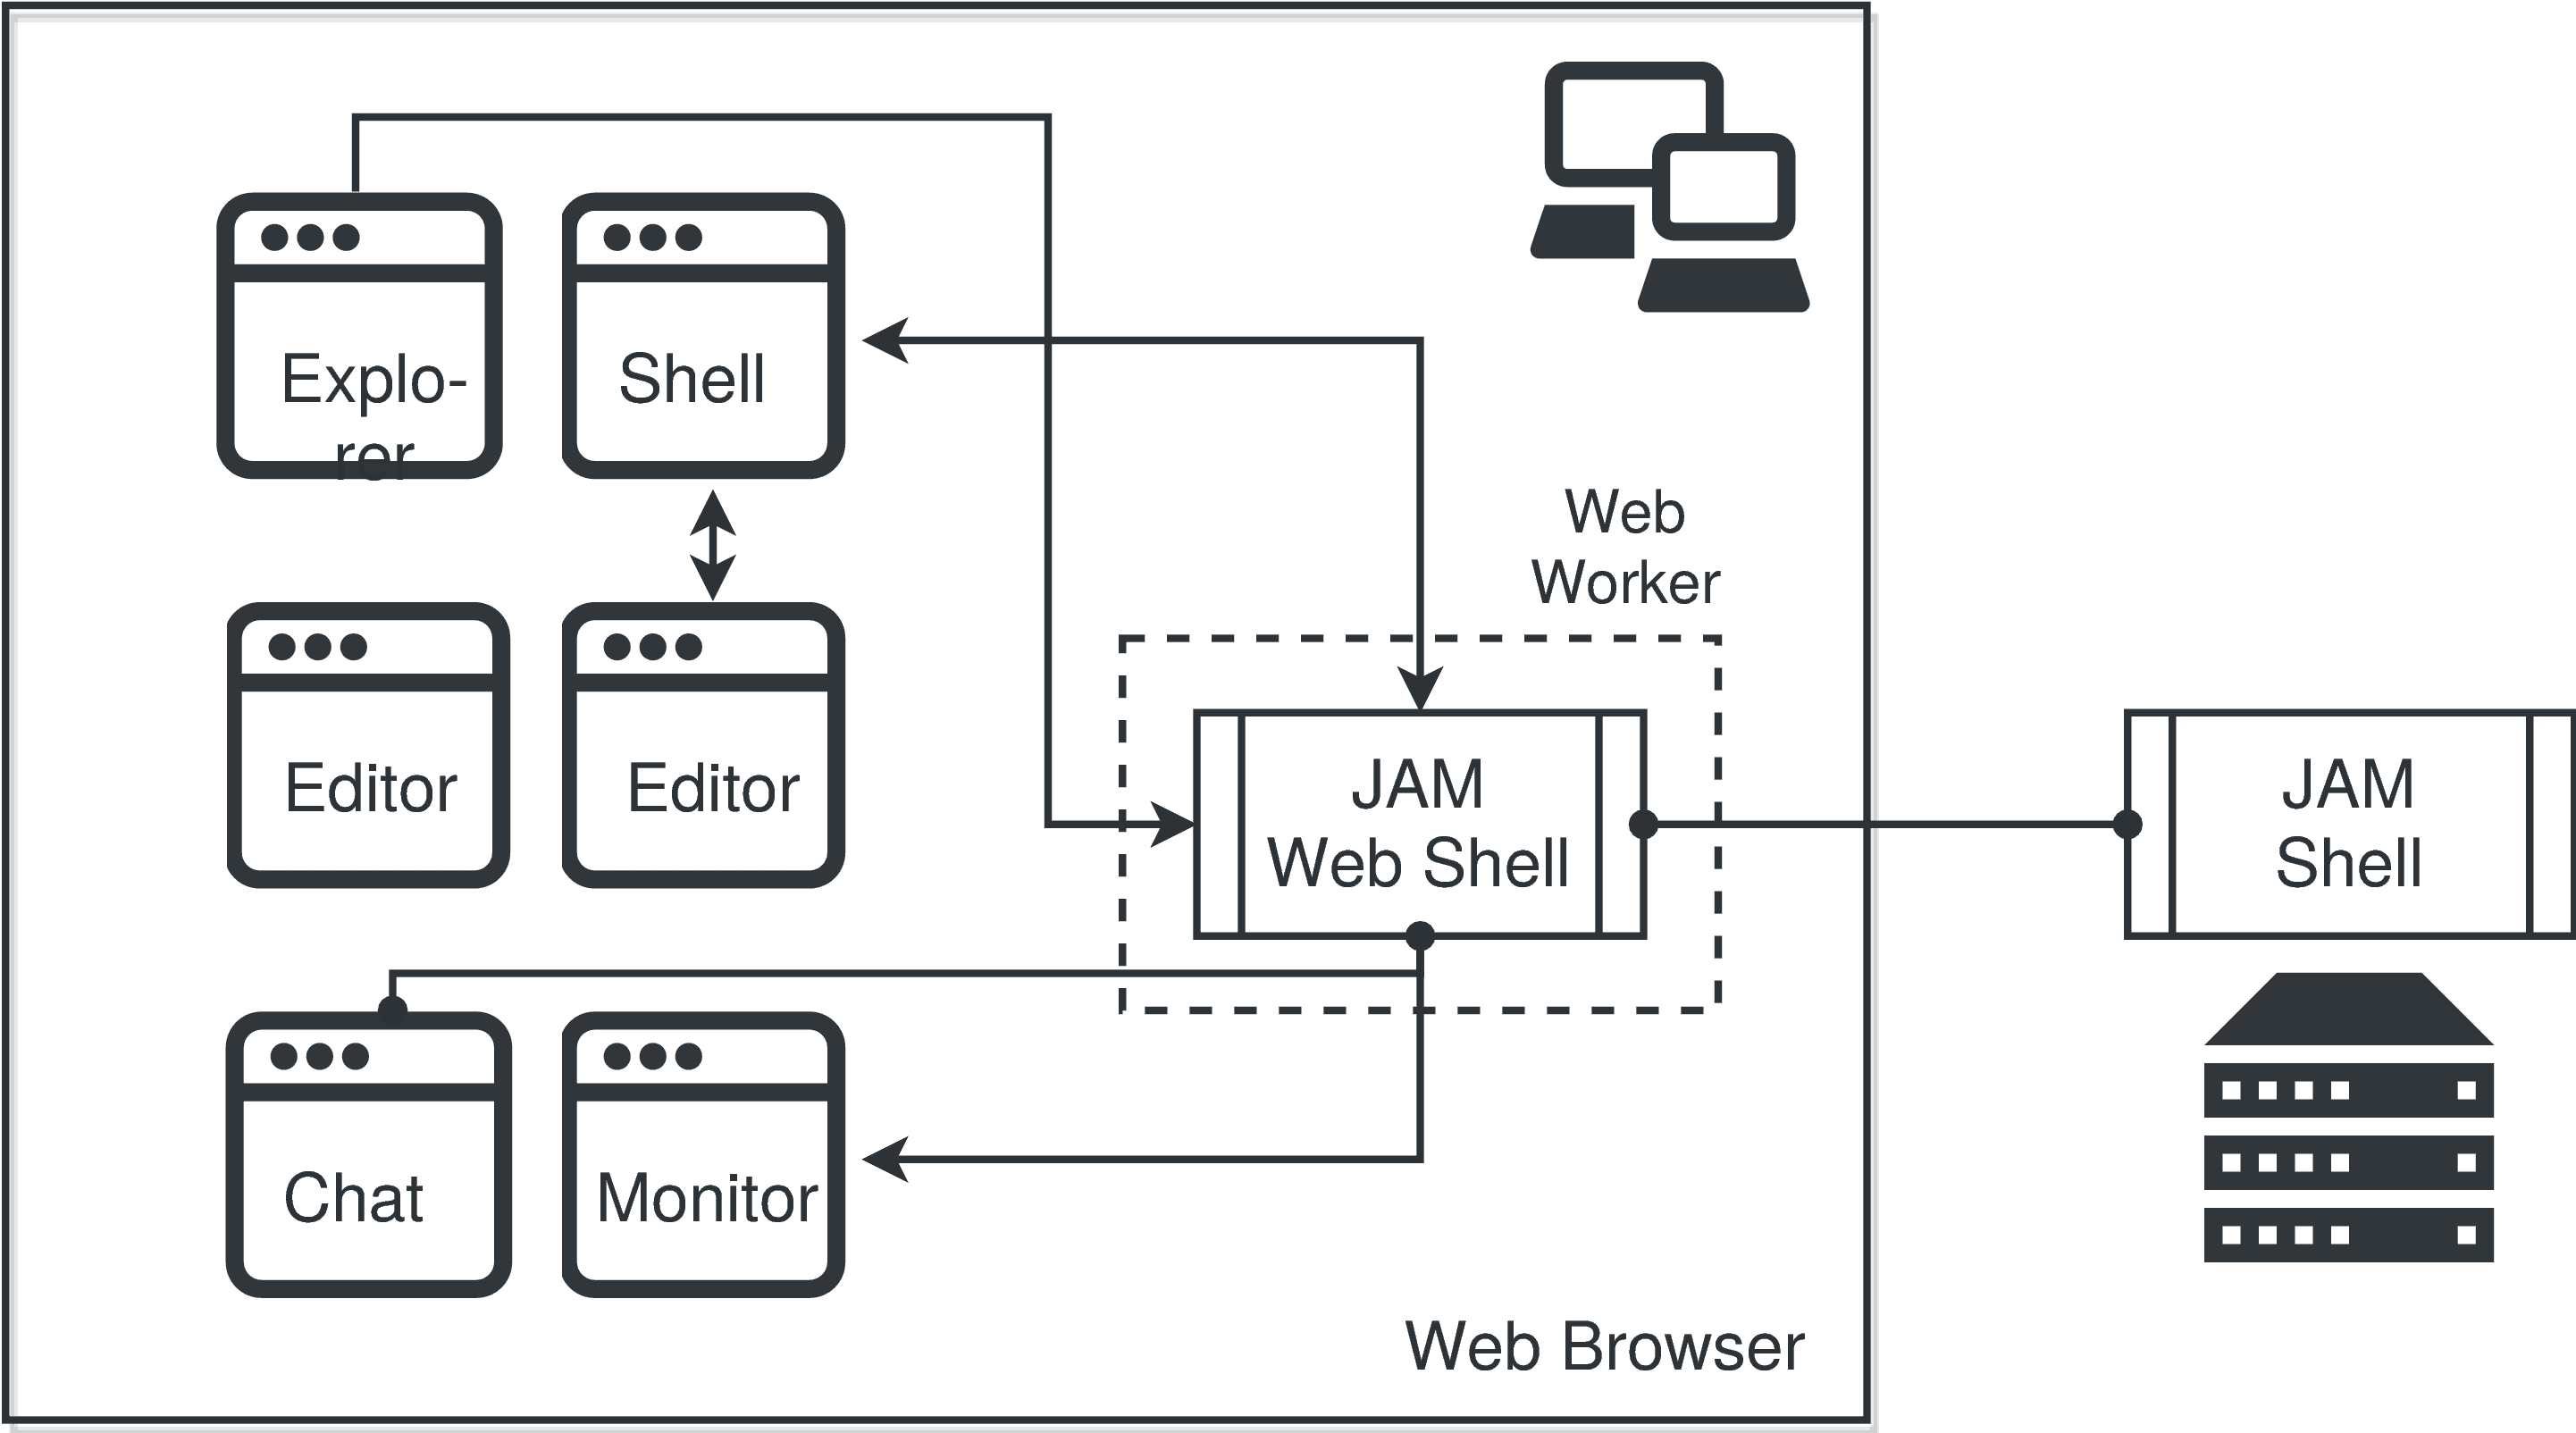 Explo-
rer
Shell
Web
Worker
Editor
Editor
JAM
Web Shell
JAM
Shell
Chat
Monitor
Web Browser